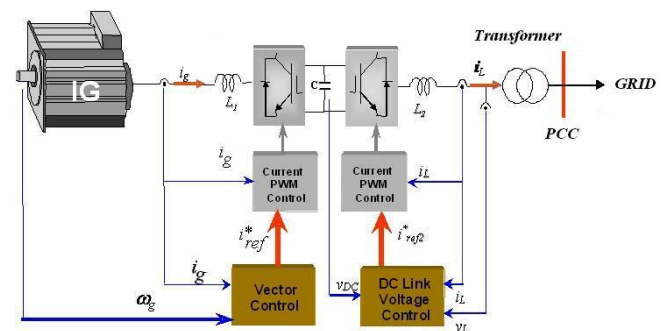 Transformer
IG
i_g
L_1
C
L_2
i_L
GRID
PCC
i_g
Current
PWM
Control
Current
PWM
Control
i_L
i*_ref
i*_ref2
i_g
ω_g
Vector
Control
v_DC
DC Link
Voltage
Control
i_L
v_L